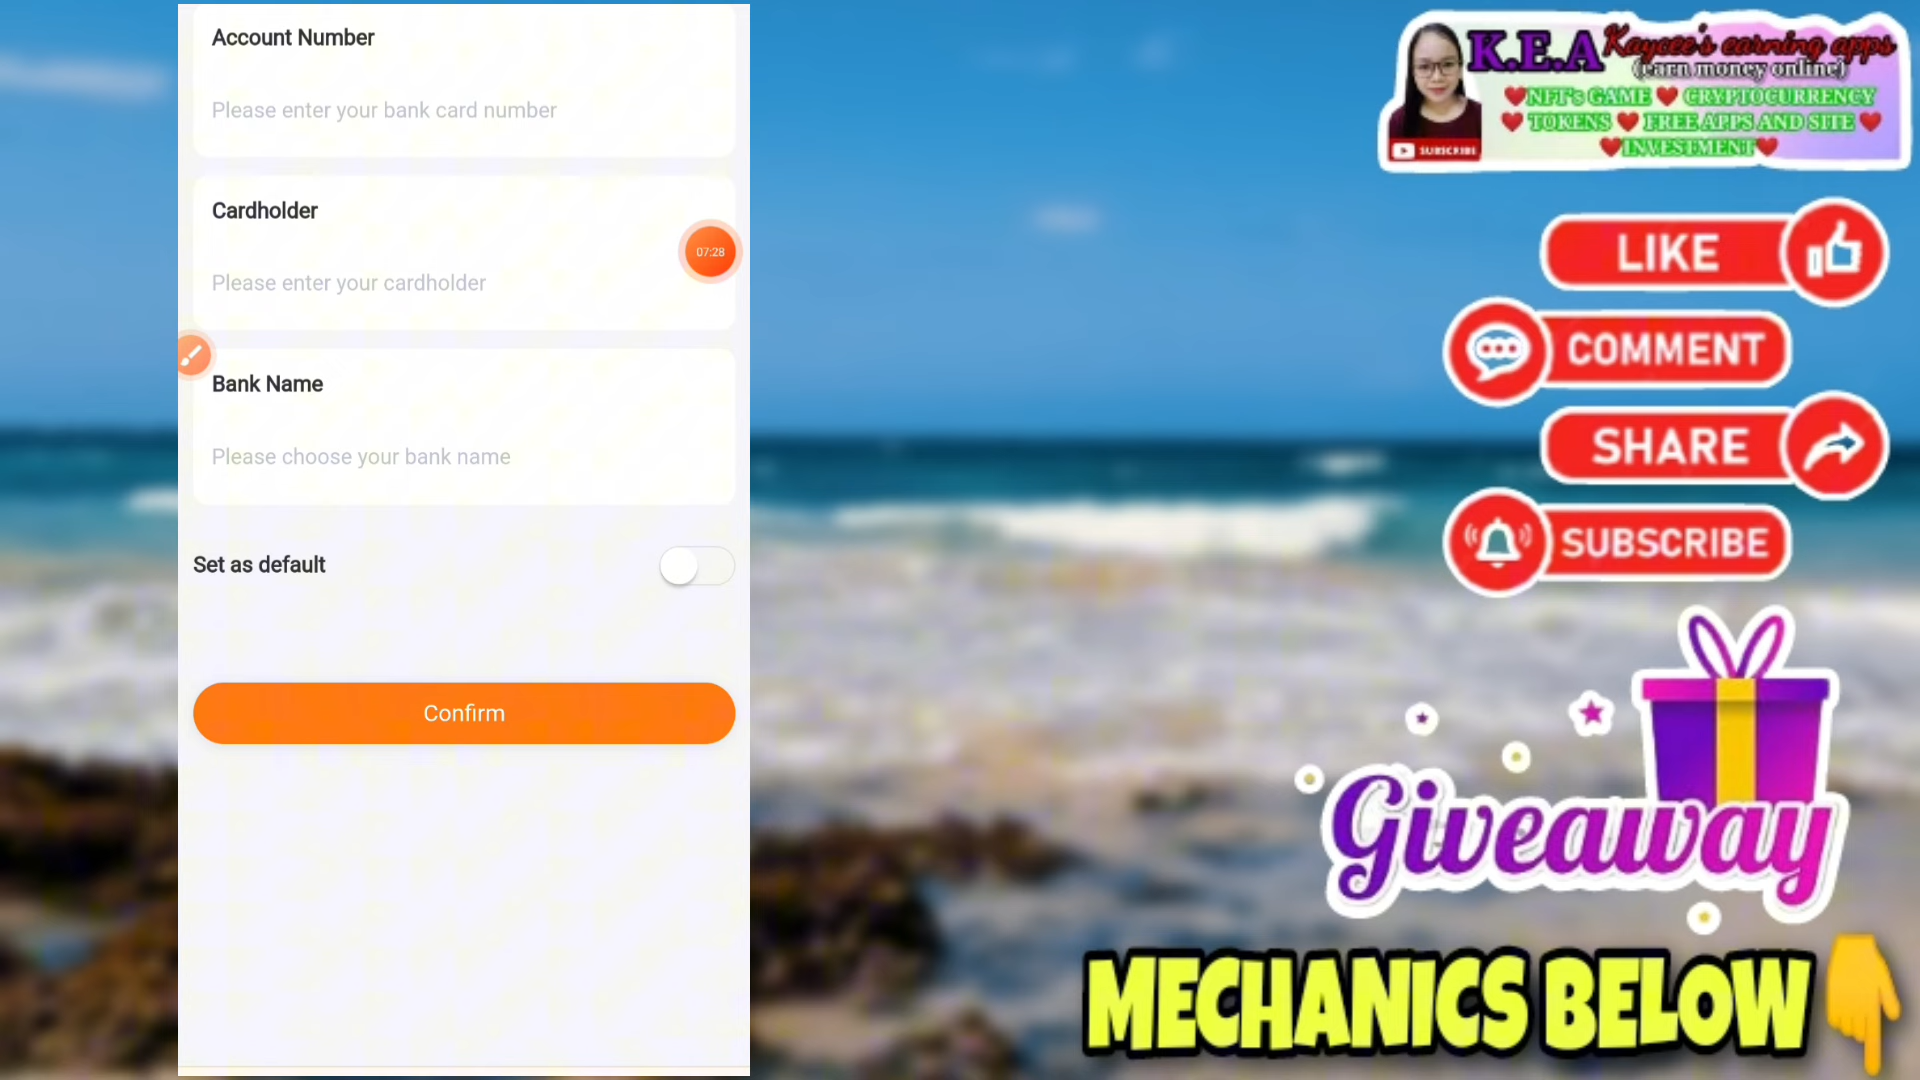 Account Number
Please enter your bank card number
Cardholder
07:28
Please enter your cardholder
Bank Name
Please choose your bank name
Set as default
Confirm
K.E.A Kaycee's earning apps
(earn money online)
NFT's GAME CRYPTOCURRENCY
TOKENS FREE APPS AND SITE
SUBSCRIBE INVESTMENT
LIKE
COMMENT
SHARE
SUBSCRIBE
Giveaway
MECHANICS BELOW